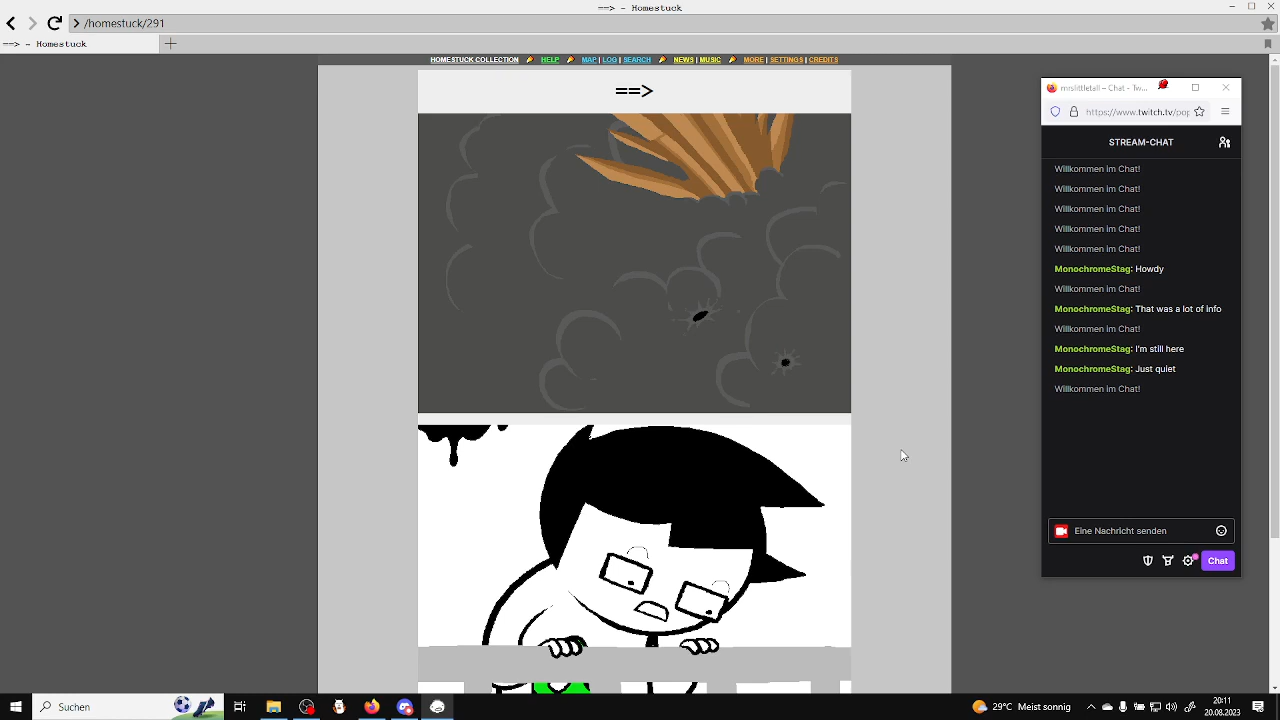 ==> - Homestuck
> /homestuck/291
==> - Homestuck
HOMESTUCK COLLECTION HELP MAP | LOG | SEARCH NEWS | MUSIC MORE | SETTINGS | CREDITS
==>
mrslittletall – Chat - Tw...
https://www.twitch.tv/pop
STREAM-CHAT
Willkommen im Chat!
Willkommen im Chat!
Willkommen im Chat!
Willkommen im Chat!
Willkommen im Chat!
MonochromeStag: Howdy
Willkommen im Chat!
MonochromeStag: That was a lot of info
Willkommen im Chat!
MonochromeStag: I'm still here
MonochromeStag: Just quiet
Willkommen im Chat!
Eine Nachricht senden
Chat
Suchen
29°C Meist sonnig
20:11
20.08.2023